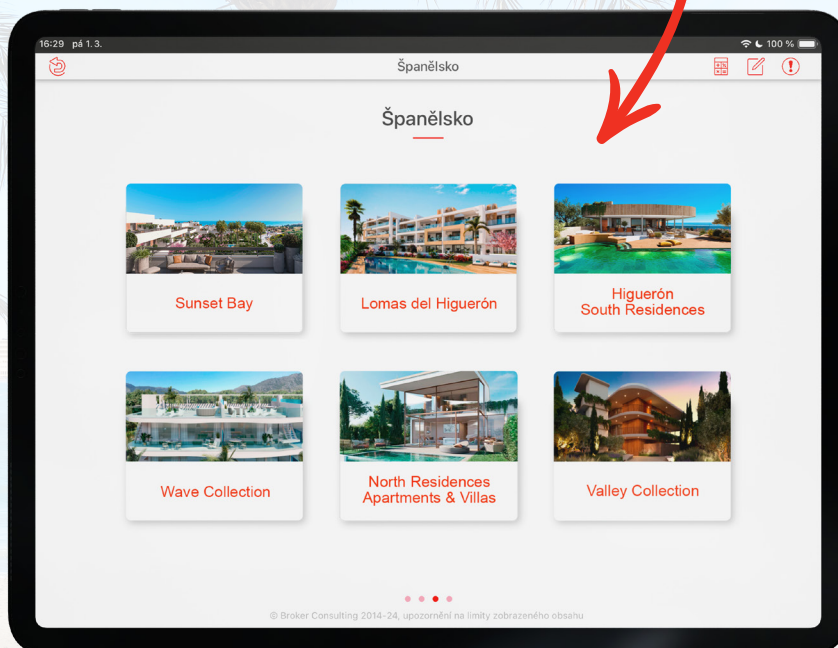 16:29 pá 1.3.
100 %
Španělsko
Španělsko
Sunset Bay
Lomas del Higuerón
Higuerón
South Residences
Wave Collection
North Residences
Apartments & Villas
Valley Collection
© Broker Consulting 2014-24, upozornění na limity zobrazeného obsahu